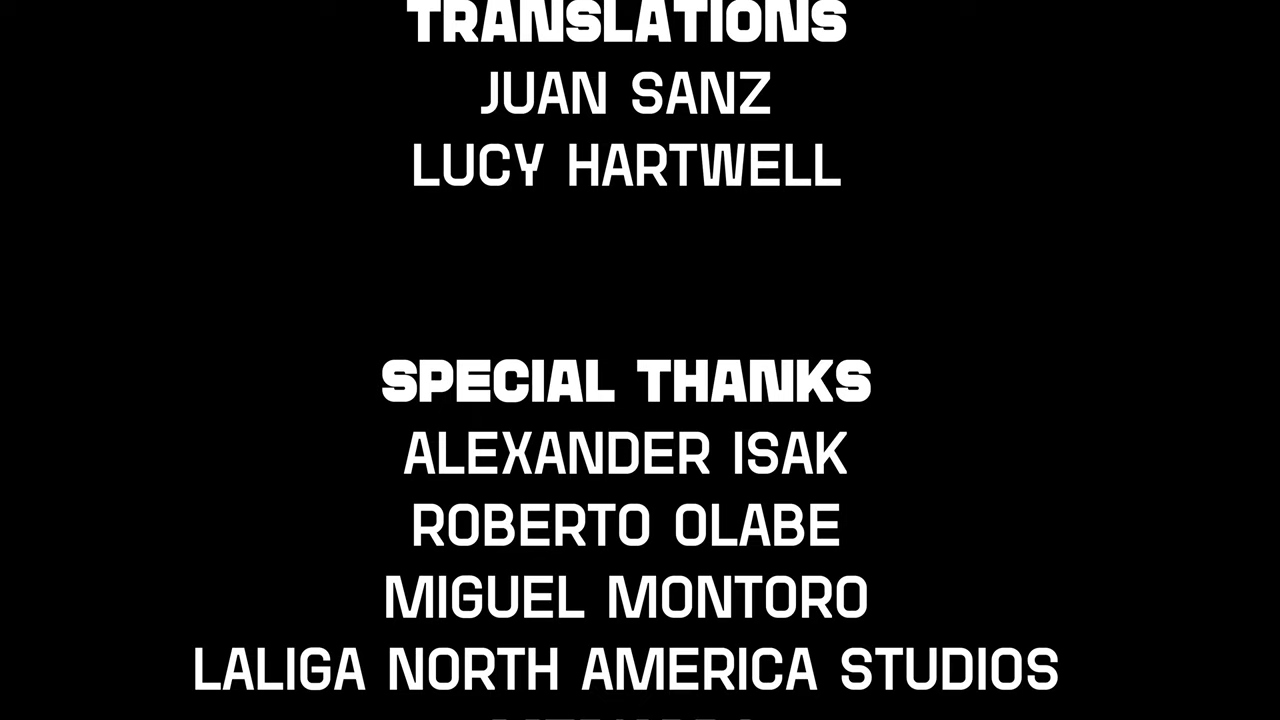 TRANSLATIONS
JUAN SANZ
LUCY HARTWELL
SPECIAL THANKS
ALEXANDER ISAK
ROBERTO OLABE
MIGUEL MONTORO
LALIGA NORTH AMERICA STUDIOS